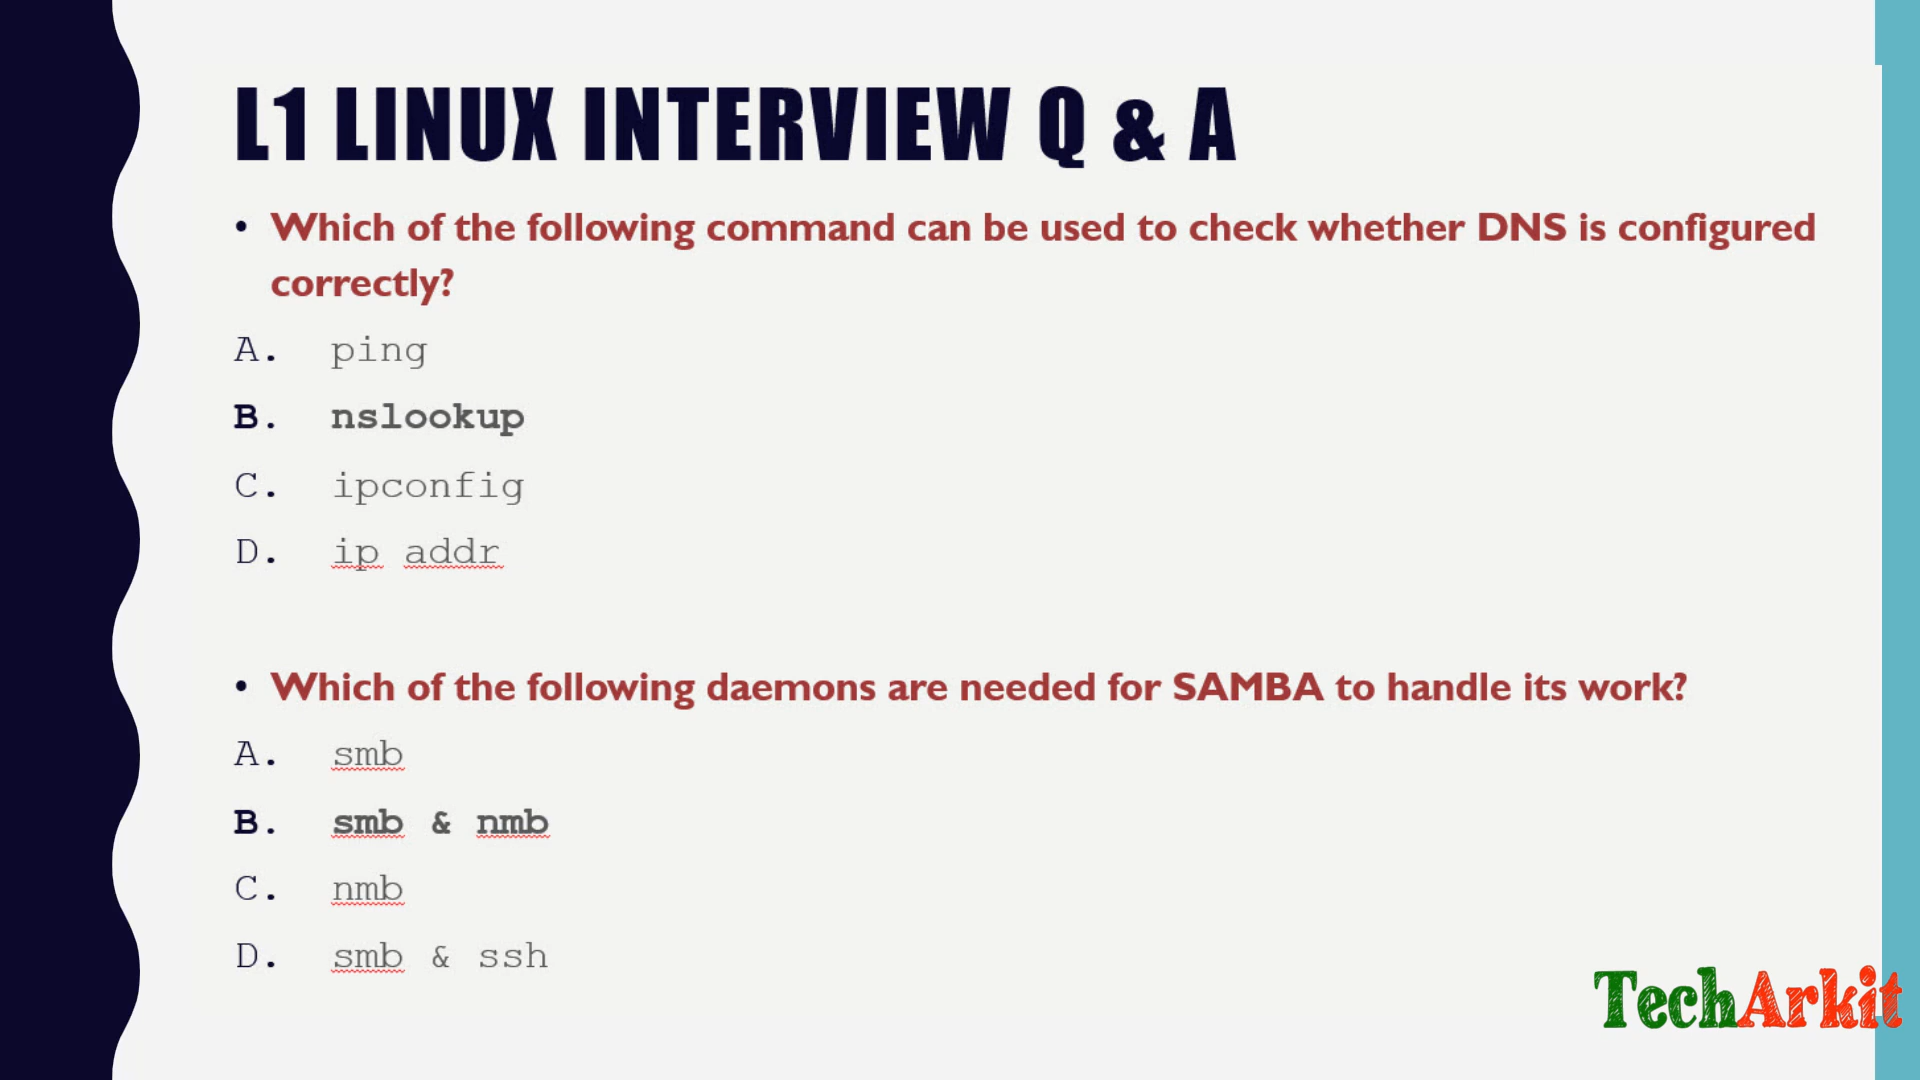 L1 LINUX INTERVIEW Q & A
• Which of the following command can be used to check whether DNS is configured
correctly?
A. ping
B. nslookup
C. ipconfig
D. ip addr
• Which of the following daemons are needed for SAMBA to handle its work?
A. smb
B. smb & nmb
C. nmb
D. smb & ssh
TechArkit